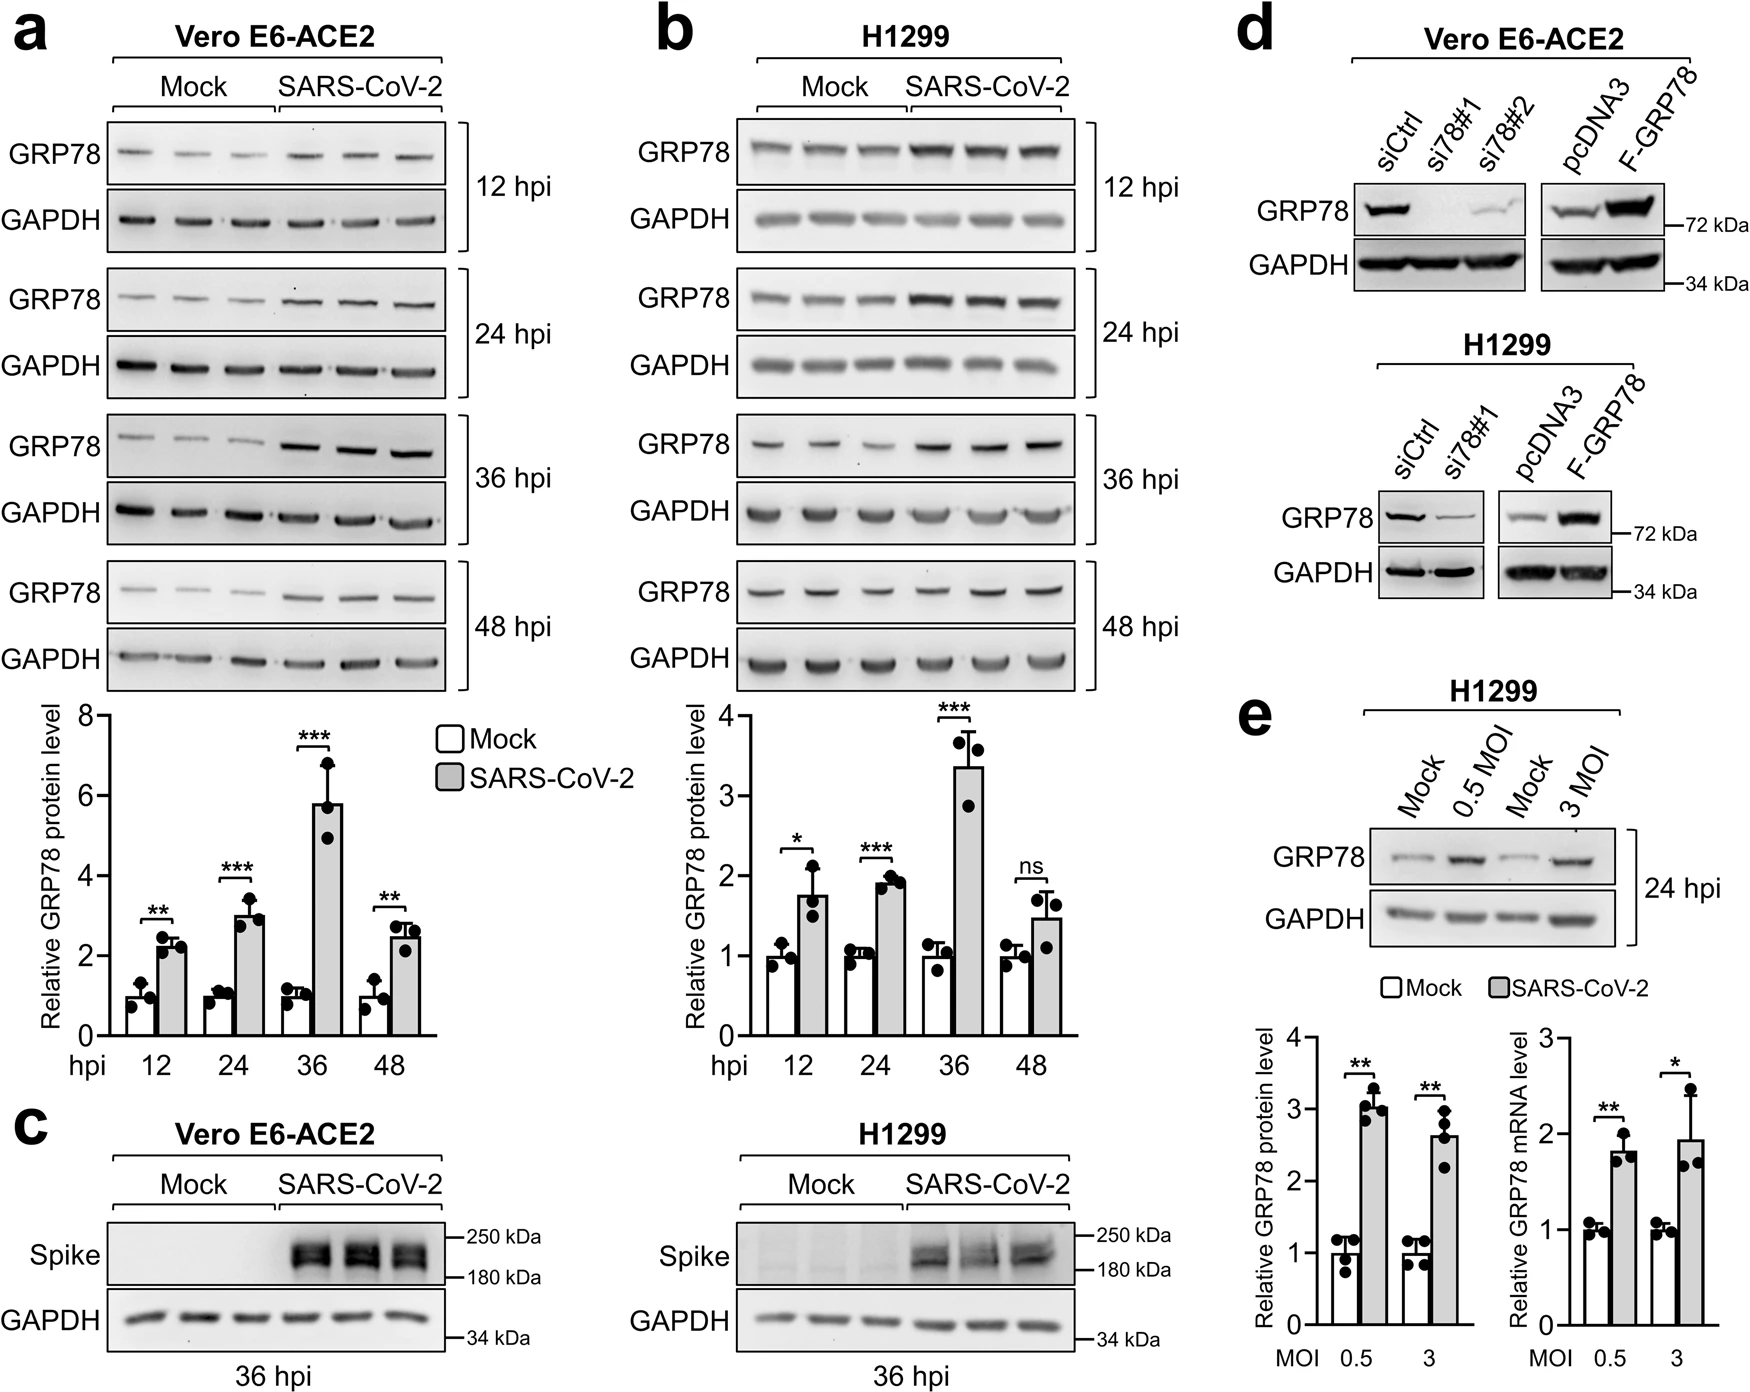 a
Vero E6-ACE2
Mock SARS-CoV-2
GRP78
GAPDH
12 hpi
GRP78
GAPDH
24 hpi
GRP78
GAPDH
36 hpi
GRP78
GAPDH
48 hpi
Relative GRP78 protein level
8
6
4
2
0
** *** *** **
hpi 12 24 36 48
Mock
SARS-CoV-2
b
H1299
Mock SARS-CoV-2
GRP78
GAPDH
12 hpi
GRP78
GAPDH
24 hpi
GRP78
GAPDH
36 hpi
GRP78
GAPDH
48 hpi
Relative GRP78 protein level
4
3
2
1
0
* *** *** ns
hpi 12 24 36 48
c
Vero E6-ACE2
Mock SARS-CoV-2
Spike
GAPDH
250 kDa
180 kDa
34 kDa
36 hpi
H1299
Mock SARS-CoV-2
Spike
GAPDH
250 kDa
180 kDa
34 kDa
36 hpi
d
Vero E6-ACE2
siCtrl si78#1 si78#2 pcDNA3 F-GRP78
GRP78
72 kDa
GAPDH
34 kDa
H1299
siCtrl si78#1 pcDNA3 F-GRP78
GRP78
72 kDa
GAPDH
34 kDa
e
H1299
Mock 0.5 MOI Mock 3 MOI
GRP78
GAPDH
24 hpi
Mock SARS-CoV-2
Relative GRP78 protein level
4
3
2
1
0
** **
MOI 0.5 3
Relative GRP78 mRNA level
3
2
1
0
** *
MOI 0.5 3